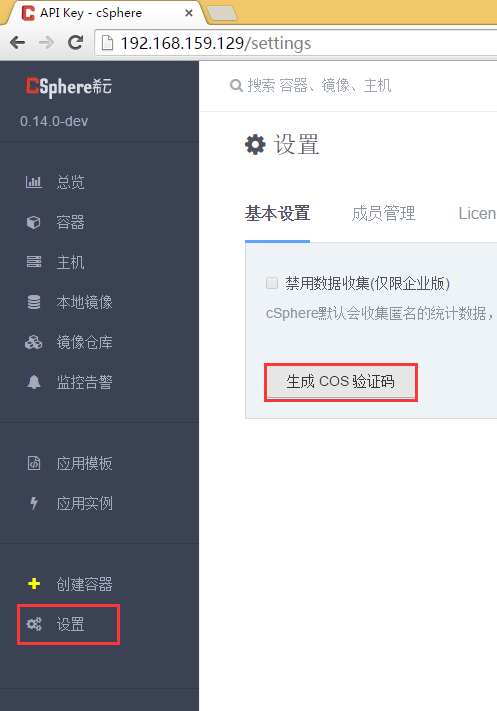 API Key - cSphere
192.168.159.129/settings
CSphere希云
0.14.0-dev
搜索 容器、镜像、主机
设置
总览
容器
主机
本地镜像
镜像仓库
监控告警
应用模板
应用实例
创建容器
设置
基本设置 成员管理 Licen
禁用数据收集(仅限企业版)
cSphere默认会收集匿名的统计数据，
生成 COS 验证码